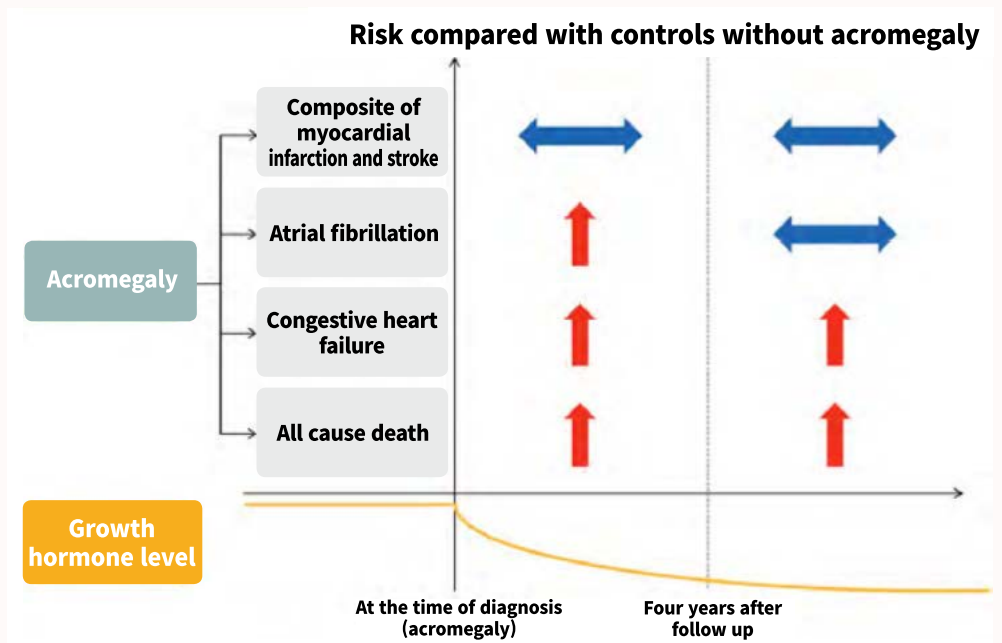 Risk compared with controls without acromegaly
Composite of
myocardial
infarction and stroke
Atrial fibrillation
Acromegaly
Congestive heart
failure
All cause death
Growth
hormone level
At the time of diagnosis
(acromegaly)
Four years after
follow up